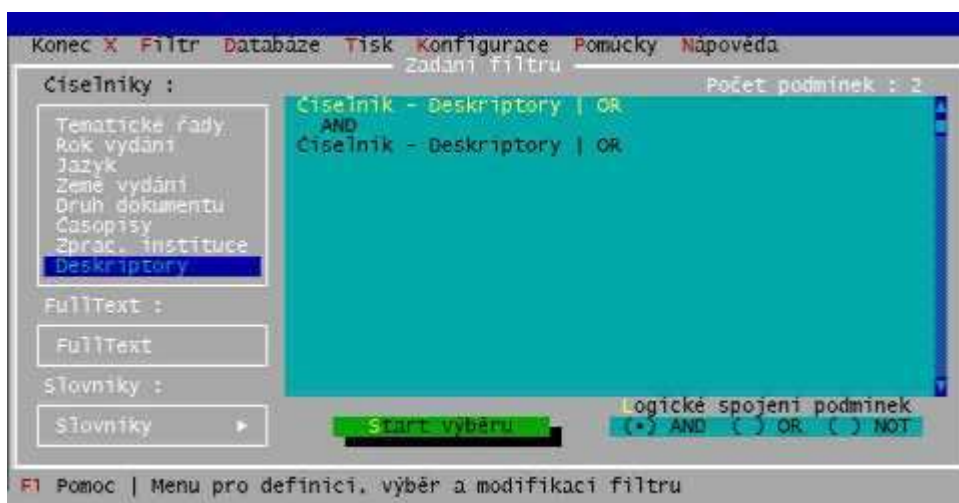 Konec X Filtr Databáze Tisk Konfigurace Pomůcky Nápověda
Zadání filtru
Číselníky :
Počet podmínek : 2
Tematické řady
Rok vydání
Jazyk
Země vydání
Druh dokumentu
Časopisy
Zprac. instituce
Deskriptory
Číselník - Deskriptory | OR
AND
Číselník - Deskriptory | OR
FullText :
FullText
Slovníky :
Slovníky ►
Start výběru
Logické spojení podmínek
(•) AND ( ) OR ( ) NOT
F1 Pomoc | Menu pro definici, výběr a modifikaci filtru